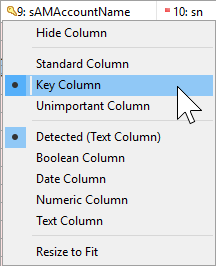 9: sAMAccountName 10: sn
Hide Column
Standard Column
Key Column
Unimportant Column
Detected (Text Column)
Boolean Column
Date Column
Numeric Column
Text Column
Resize to Fit